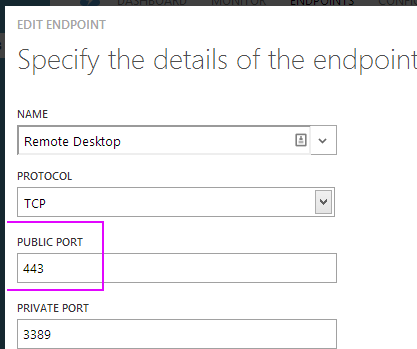 DASHBOARD MONITOR ENDPOINTS
EDIT ENDPOINT
Specify the details of the endpoint
NAME
Remote Desktop
PROTOCOL
TCP
PUBLIC PORT
443
PRIVATE PORT
3389